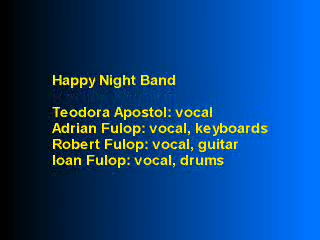 Happy Night Band
Teodora Apostol: vocal
Adrian Fulop: vocal, keyboards
Robert Fulop: vocal, guitar
Ioan Fulop: vocal, drums